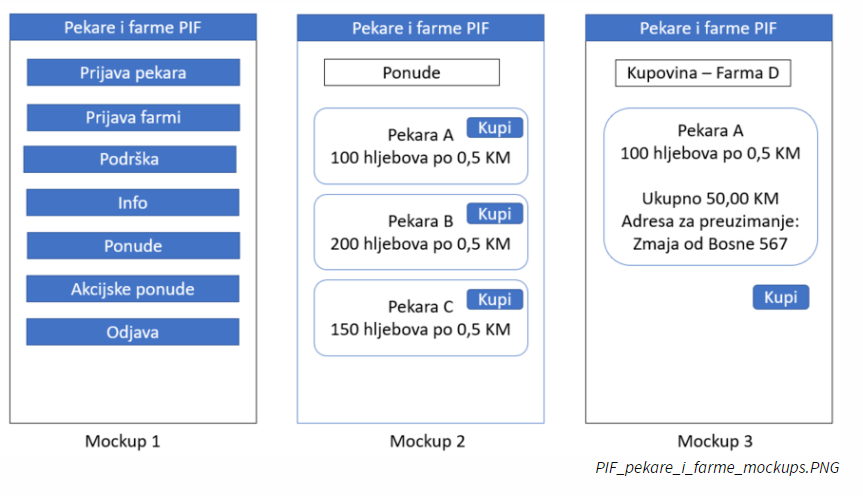 Pekare i farme PIF
Prijava pekara
Prijava farmi
Podrška
Info
Ponude
Akcijske ponude
Odjava
Mockup 1
Pekare i farme PIF
Ponude
Pekara A
Kupi
100 hljebova po 0,5 KM
Pekara B
Kupi
200 hljebova po 0,5 KM
Pekara C
Kupi
150 hljebova po 0,5 KM
Mockup 2
Pekare i farme PIF
Kupovina – Farma D
Pekara A
100 hljebova po 0,5 KM
Ukupno 50,00 KM
Adresa za preuzimanje:
Zmaja od Bosne 567
Kupi
Mockup 3
PIF_pekare_i_farme_mockups.PNG